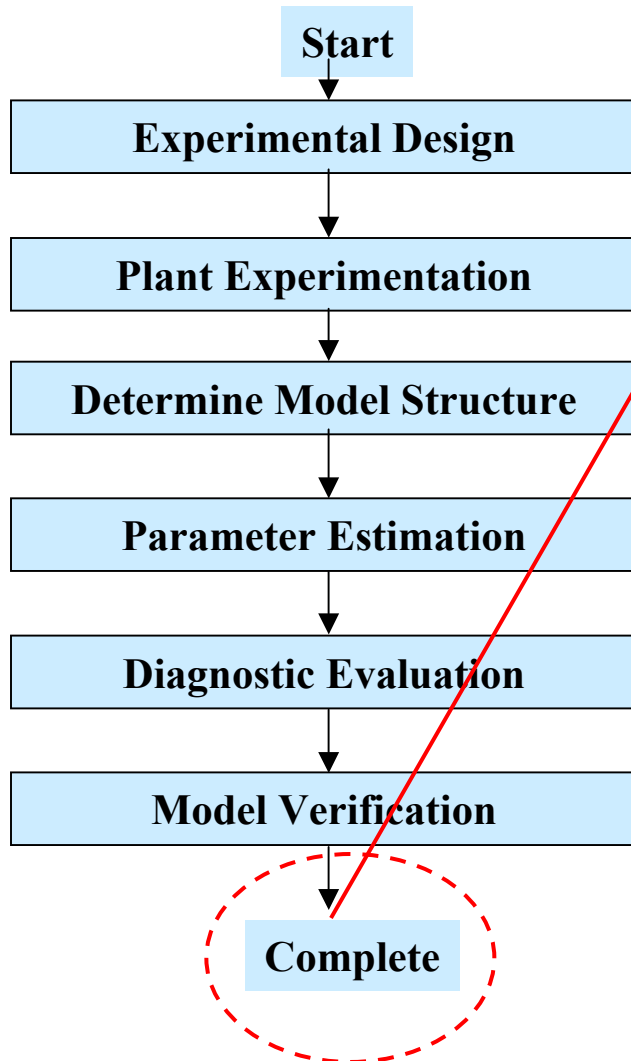 Start
Experimental Design
Plant Experimentation
Determine Model Structure
Parameter Estimation
Diagnostic Evaluation
Model Verification
Complete